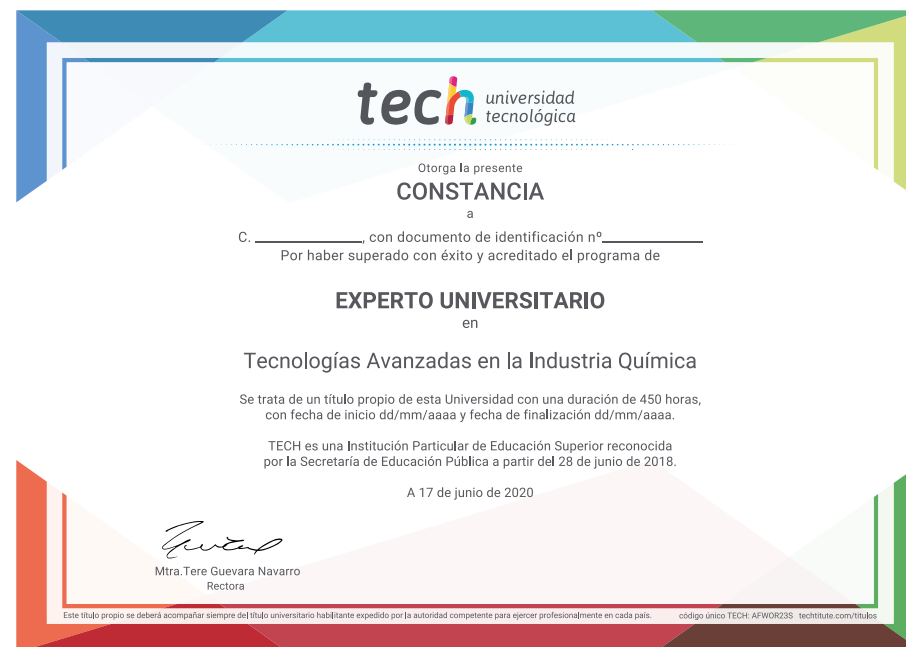 tech universidad
tecnológica
Otorga la presente
CONSTANCIA
a
C. ____________, con documento de identificación nº____________
Por haber superado con éxito y acreditado el programa de
EXPERTO UNIVERSITARIO
en
Tecnologías Avanzadas en la Industria Química
Se trata de un título propio de esta Universidad con una duración de 450 horas,
con fecha de inicio dd/mm/aaaa y fecha de finalización dd/mm/aaaa.
TECH es una Institución Particular de Educación Superior reconocida
por la Secretaría de Educación Pública a partir del 28 de junio de 2018.
A 17 de junio de 2020
Mtra.Tere Guevara Navarro
Rectora
Este título propio se deberá acompañar siempre del título universitario habilitante expedido por la autoridad competente para ejercer profesionalmente en cada país. código único TECH: AFWOR23S techtitute.com/titulos